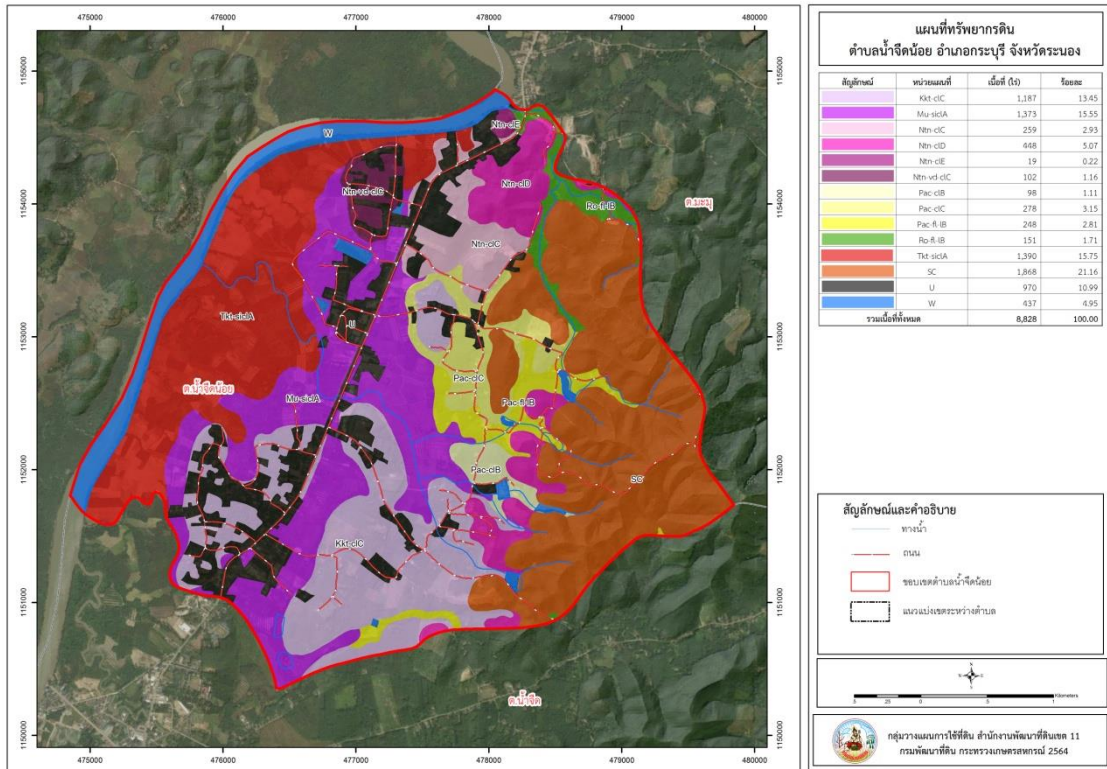 475000 476000 477000 478000 479000 480000
1155000 1154000 1153000 1152000 1151000 1150000
W
Ntn-clE
Ntn-vd-clC
Ntn-clD
Ro-fl-lB
ต.มะมุ
Ntn-clC
Tkt-siclA
U
ต.น้ำจืดน้อย
Pac-clC
Mu-siclA
Pac-fl-lB
Pac-clB
SC
Kkt-clC
ต.น้ำจืด
1155000 1154000 1153000 1152000 1151000 1150000
475000 476000 477000 478000 479000 480000
แผนที่ทรัพยากรดิน
ตำบลน้ำจืดน้อย อำเภอกระบุรี จังหวัดระนอง
สัญลักษณ์ หน่วยแผนที่ เนื้อที่ (ไร่) ร้อยละ
Kkt-clC 1,187 13.45
Mu-siclA 1,373 15.55
Ntn-clC 259 2.93
Ntn-clD 448 5.07
Ntn-clE 19 0.22
Ntn-vd-clC 102 1.16
Pac-clB 98 1.11
Pac-clC 278 3.15
Pac-fl-lB 248 2.81
Ro-fl-lB 151 1.71
Tkt-siclA 1,390 15.75
SC 1,868 21.16
U 970 10.99
W 437 4.95
รวมเนื้อที่ทั้งหมด 8,828 100.00
สัญลักษณ์และคำอธิบาย
ทางน้ำ
ถนน
ขอบเขตตำบลน้ำจืดน้อย
แนวแบ่งเขตระหว่างตำบล
N
Kilometers
กลุ่มวางแผนการใช้ที่ดิน สำนักงานพัฒนาที่ดินเขต 11
กรมพัฒนาที่ดิน กระทรวงเกษตรสหกรณ์ 2564